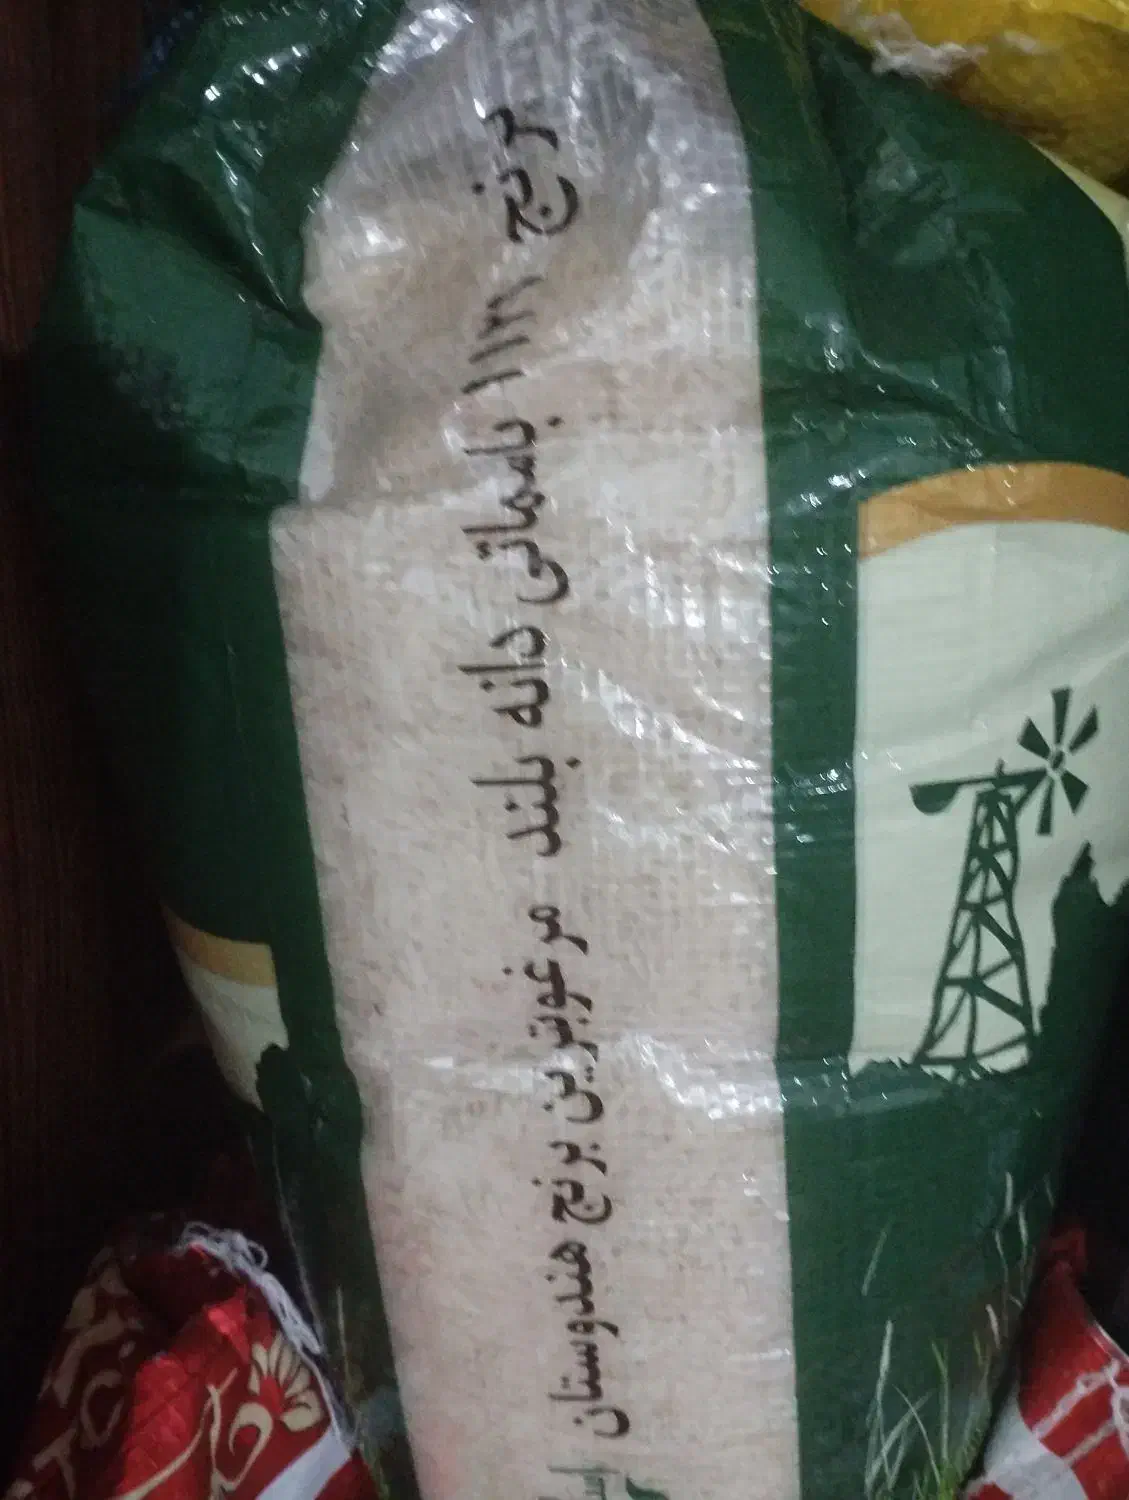 برنج ۱۱۲۱ باسماتی دانه بلند مرغوبترین برنج هندوستان